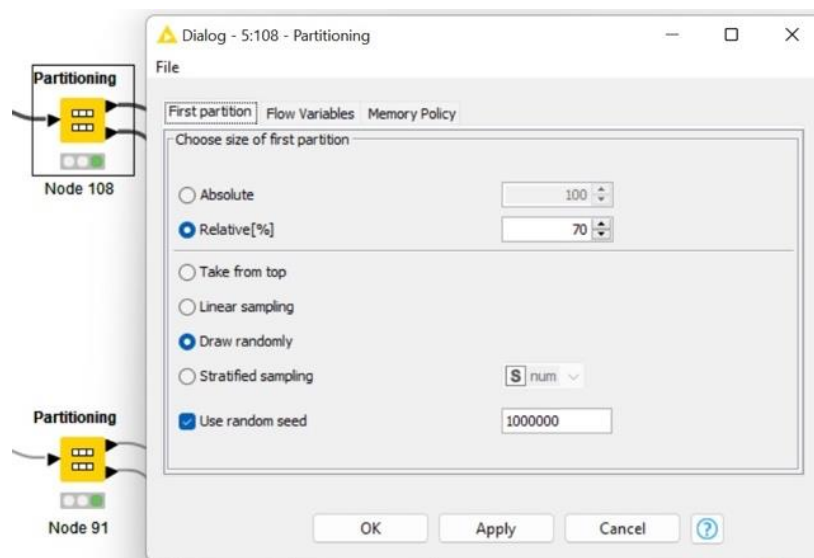 Dialog - 5:108 - Partitioning
File
Partitioning
Node 108
First partition Flow Variables Memory Policy
Choose size of first partition
Absolute 100
Relative[%] 70
Take from top
Linear sampling
Draw randomly
Stratified sampling S num
Use random seed 1000000
Partitioning
Node 91
OK Apply Cancel ?